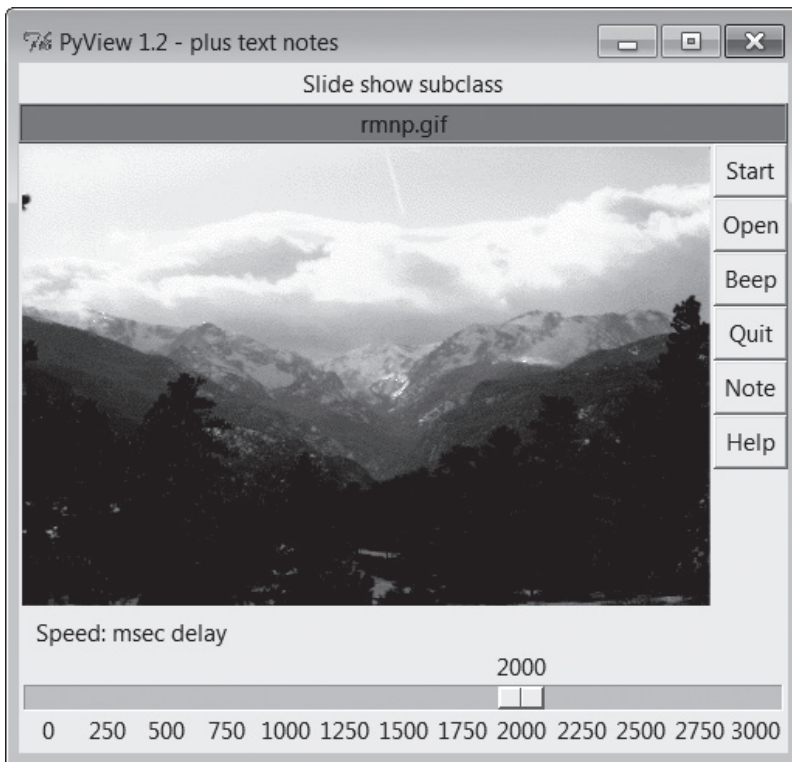 PyView 1.2 - plus text notes
Slide show subclass
rmnp.gif
Start
Open
Beep
Quit
Note
Help
Speed: msec delay
2000
0 250 500 750 1000 1250 1500 1750 2000 2250 2500 2750 3000